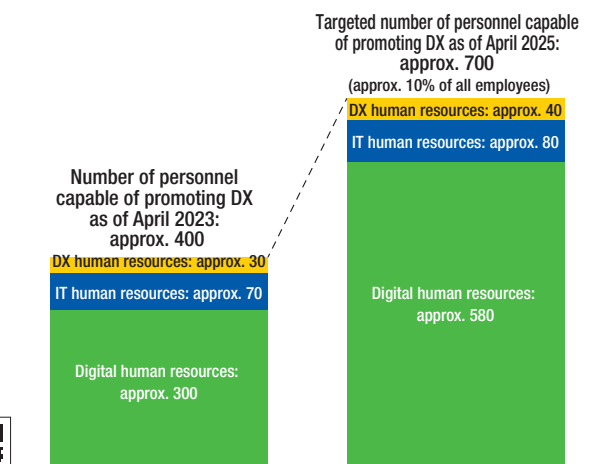 Targeted number of personnel capable
of promoting DX as of April 2025:
approx. 700
(approx. 10% of all employees)
DX human resources: approx. 40
IT human resources: approx. 80
Digital human resources:
approx. 580
Number of personnel
capable of promoting DX
as of April 2023:
approx. 400
DX human resources: approx. 30
IT human resources: approx. 70
Digital human resources:
approx. 300